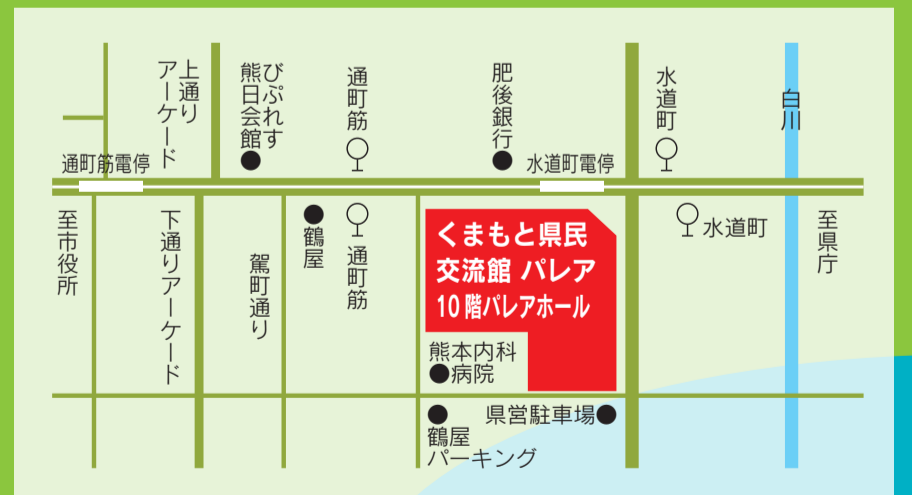 上通り
アーケード
びぷれす
熊日会館
通町筋
肥後銀行
水道町
白川
通町筋電停
水道町電停
至市役所
下通りアーケード
駕町通り
鶴屋
通町筋
くまもと県民
交流館 パレア
10階パレアホール
水道町
至県庁
熊本内科
病院
鶴屋
パーキング
県営駐車場